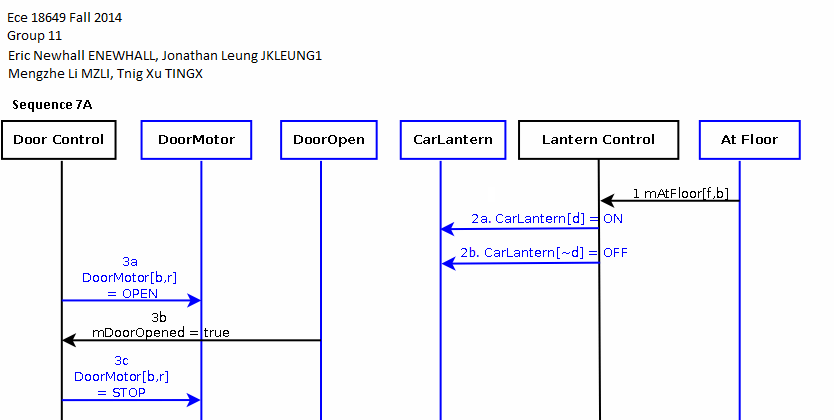 Ece 18649 Fall 2014
Group 11
Eric Newhall ENEWHALL, Jonathan Leung JKLEUNG1
Mengzhe Li MZLI, Tnig Xu TINGX
Sequence 7A
Door Control DoorMotor DoorOpen CarLantern Lantern Control At Floor
1 mAtFloor[f,b]
2a. CarLantern[d] = ON
2b. CarLantern[~d] = OFF
3a
DoorMotor[b,r]
= OPEN
3b
mDoorOpened = true
3c
DoorMotor[b,r]
= STOP